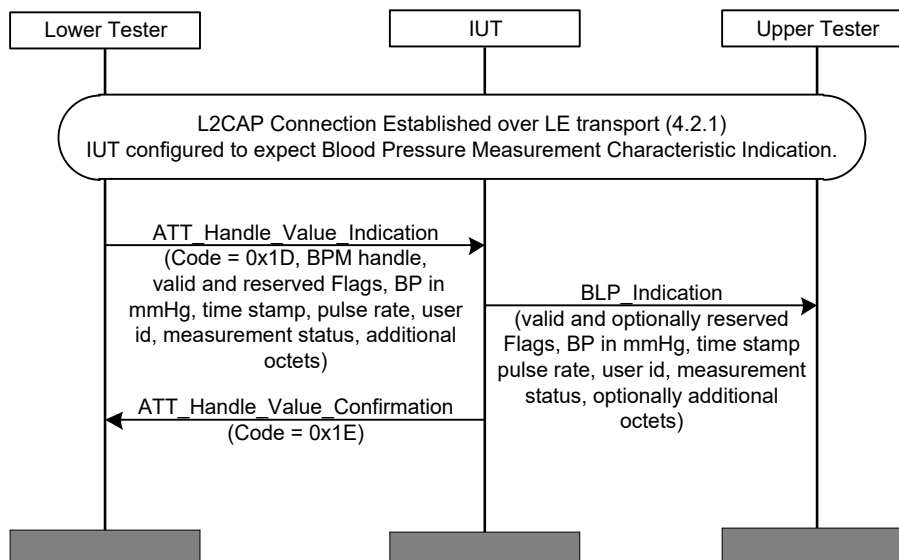 Lower Tester
IUT
Upper Tester
L2CAP Connection Established over LE transport (4.2.1)
IUT configured to expect Blood Pressure Measurement Characteristic Indication.
ATT_Handle_Value_Indication
(Code = 0x1D, BPM handle,
valid and reserved Flags, BP in
mmHg, time stamp, pulse rate, user
id, measurement status, additional
octets)
BLP_Indication
(valid and optionally reserved
Flags, BP in mmHg, time stamp
pulse rate, user id, measurement
status, optionally additional
octets)
ATT_Handle_Value_Confirmation
(Code = 0x1E)